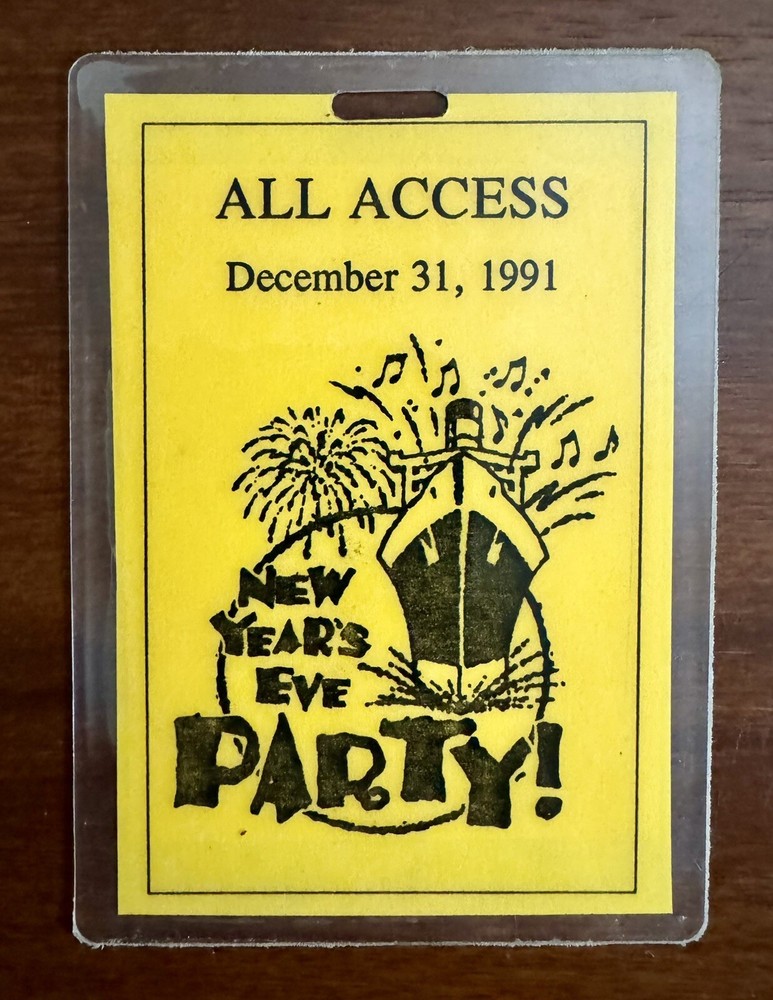 ALL ACCESS
December 31, 1991
NEW
YEAR'S
EVE
PARTY!